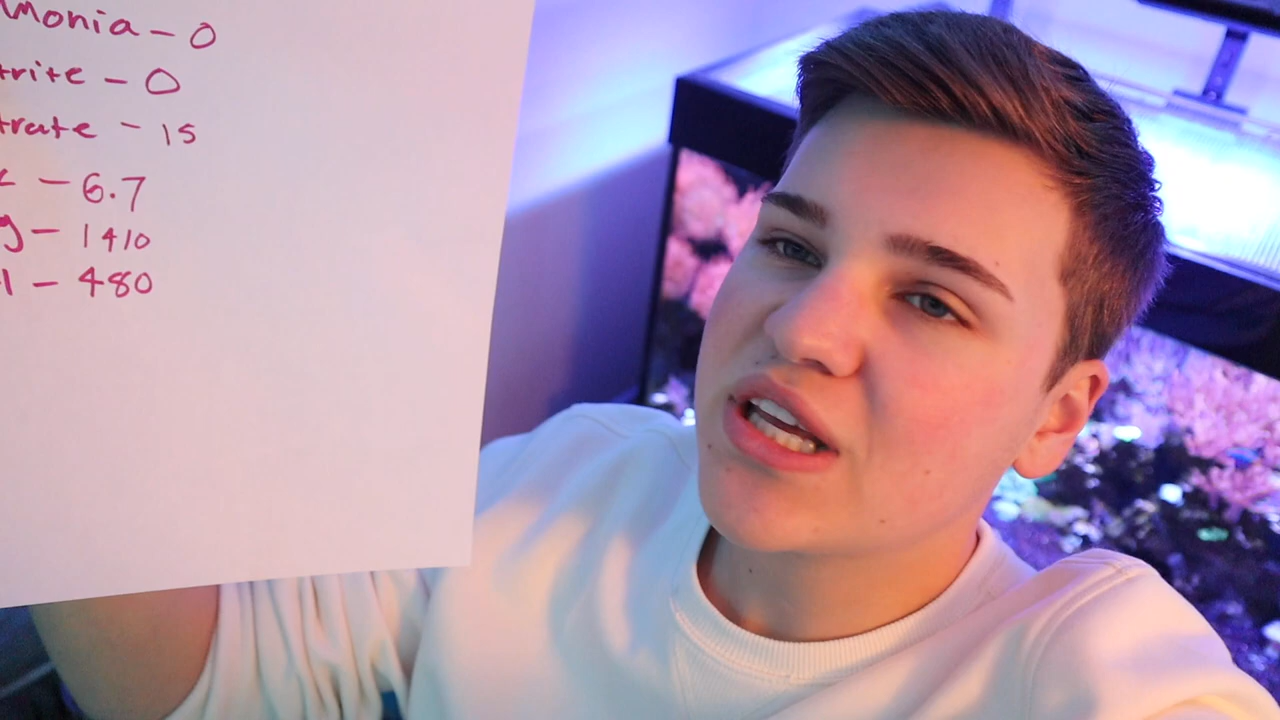 monia - 0
trite - 0
trate - 15
- 6.7
g - 1410
l - 480